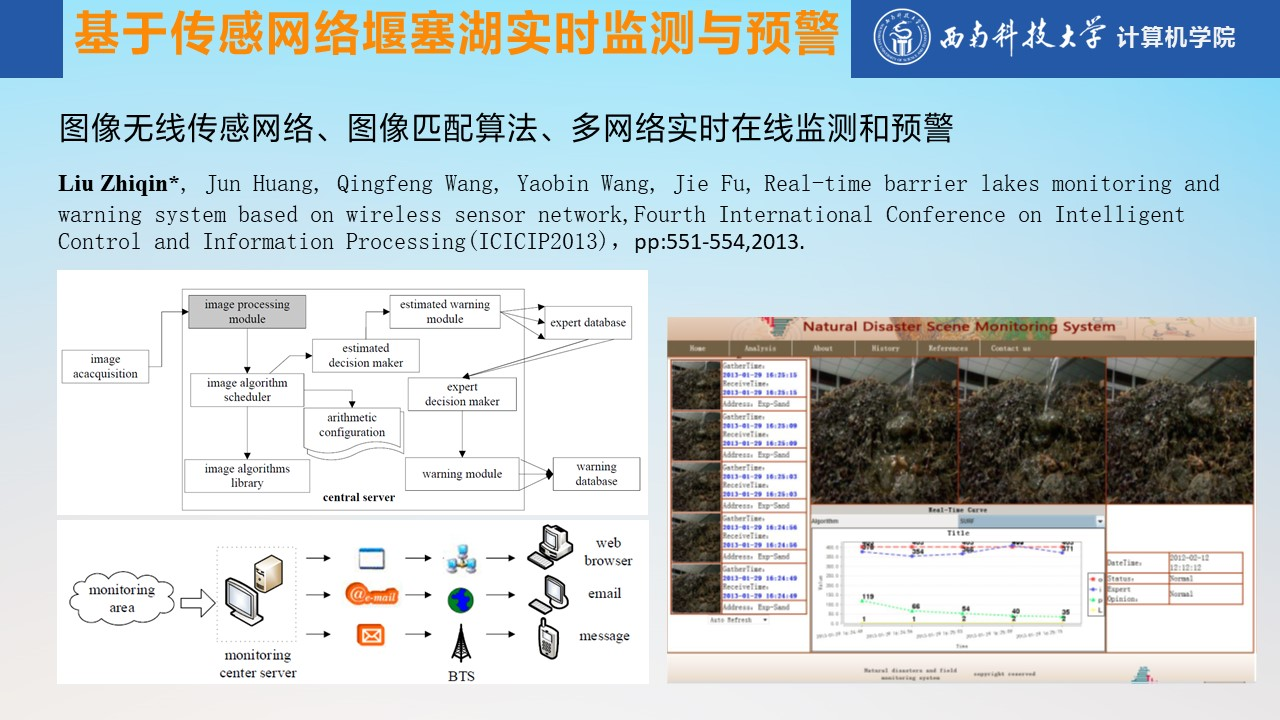 基于传感网络堰塞湖实时监测与预警
西南科技大学 计算机学院
图像无线传感网络、图像匹配算法、多网络实时在线监测和预警
Liu Zhiqin*, Jun Huang, Qingfeng Wang, Yaobin Wang, Jie Fu, Real-time barrier lakes monitoring and
warning system based on wireless sensor network,Fourth International Conference on Intelligent
Control and Information Processing(ICICIP2013), pp:551-554,2013.
image processing
module
estimated warning
module
expert database
image
acacquisition
estimated
decision maker
image algorithm
scheduler
expert
decision maker
arithmetic
configuration
image algorithms
library
warning module
warning
database
central server
monitoring
area
monitoring
center server
e-mail
BTS
web
browser
email
message
Natural Disaster Scene Monitoring System
Home Analysis About History References Contact us
GatherTime:
2013-01-29 16:25:15
ReceiveTime:
2013-01-29 16:25:15
Address: Exp-Sand
GatherTime:
2013-01-29 16:25:09
ReceiveTime:
2013-01-29 16:25:09
Address: Exp-Sand
GatherTime:
2013-01-29 16:25:03
ReceiveTime:
2013-01-29 16:25:03
Address: Exp-Sand
GatherTime:
2013-01-29 16:24:56
ReceiveTime:
2013-01-29 16:24:56
Address: Exp-Sand
GatherTime:
2013-01-29 16:24:49
ReceiveTime:
2013-01-29 16:24:49
Address: Exp-Sand
Auto Refresh
Real-Time Curve
Algorithm
Title
Value
119 66 54 40 35
Time
DateTime: 2012-02-12
12:12:12
Status: Normal
Expert
Opinion: Normal
Natural disasters and field
monitoring system
copyright reserved